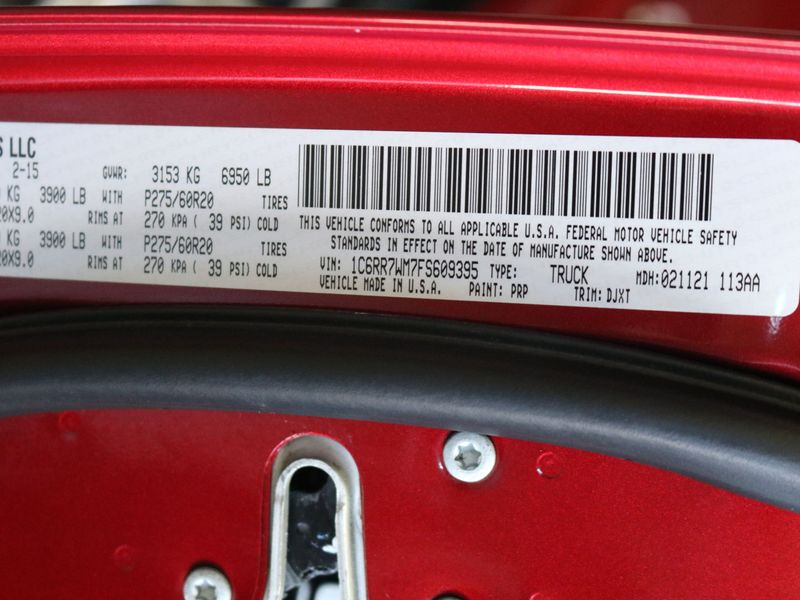 S LLC
2-15 GVWR: 3153 KG 6950 LB
KG 3900 LB WITH P275/60R20 TIRES
20X9.0 RIMS AT 270 KPA ( 39 PSI) COLD
KG 3900 LB WITH P275/60R20 TIRES
20X9.0 RIMS AT 270 KPA ( 39 PSI) COLD
THIS VEHICLE CONFORMS TO ALL APPLICABLE U.S.A. FEDERAL MOTOR VEHICLE SAFETY
STANDARDS IN EFFECT ON THE DATE OF MANUFACTURE SHOWN ABOVE.
VIN: 1C6RR7WM7FS609395 TYPE: TRUCK MDH:021121 113AA
VEHICLE MADE IN U.S.A. PAINT: PRP TRIM: DJXT